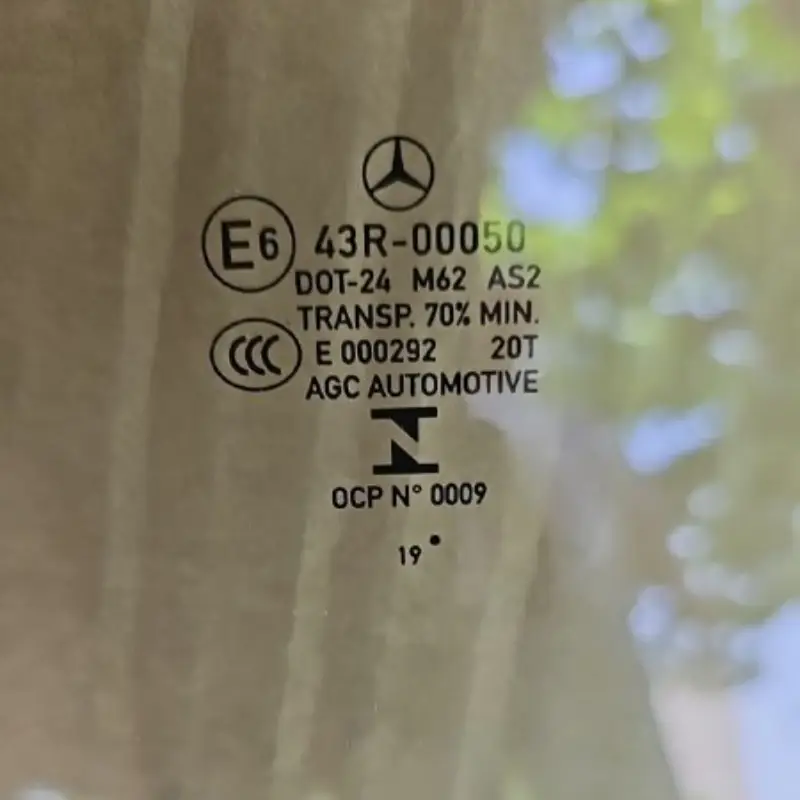 E6 43R-00050
DOT-24 M62 AS2
TRANSP. 70% MIN.
CCC E 000292 20T
AGC AUTOMOTIVE
OCP N° 0009
19 •